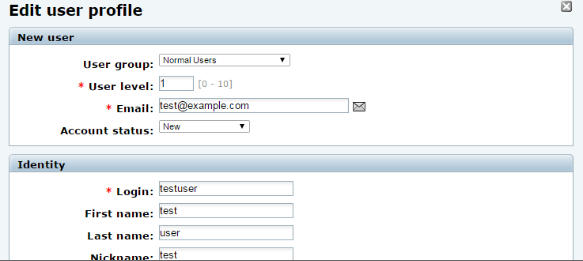 Edit user profile
New user
User group: Normal Users
* User level: 1 [0 - 10]
* Email: test@example.com
Account status: New
Identity
* Login: testuser
First name: test
Last name: user
Nickname: test